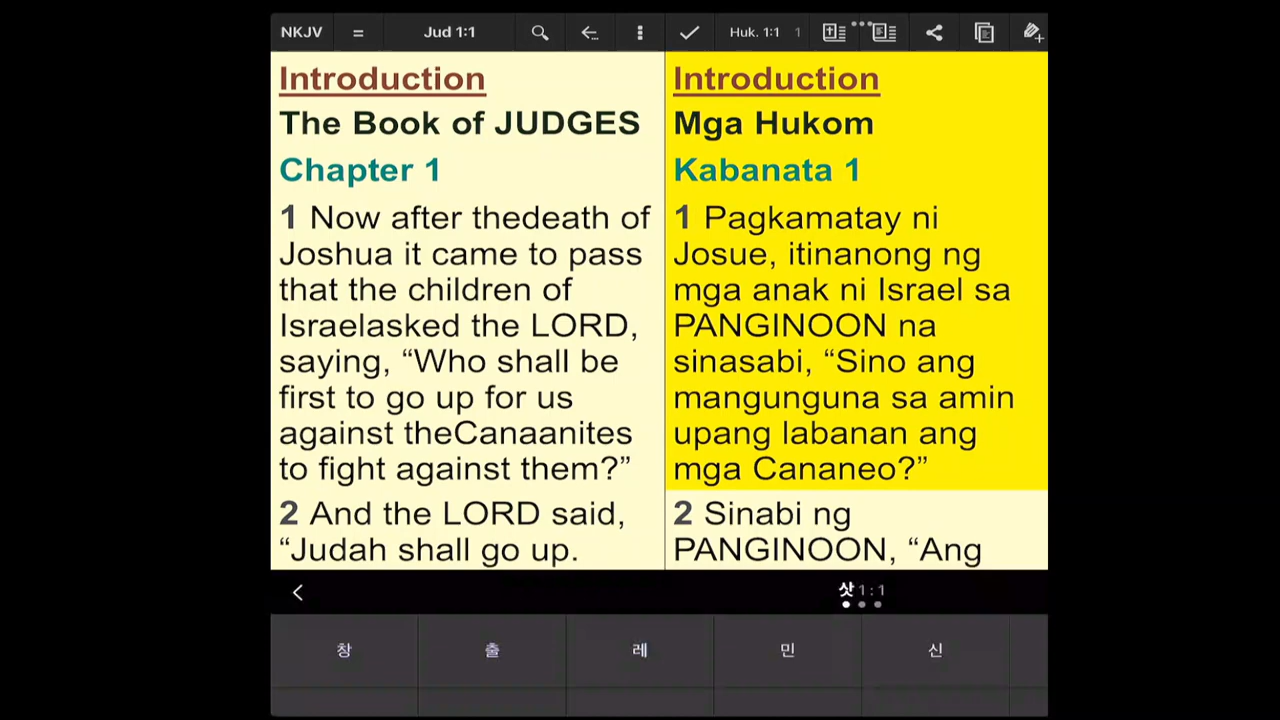 NKJV = Jud 1:1 Huk. 1:1 1
Introduction
The Book of JUDGES
Chapter 1
1 Now after thedeath of
Joshua it came to pass
that the children of
Israelasked the LORD,
saying, “Who shall be
first to go up for us
against theCanaanites
to fight against them?”
2 And the LORD said,
“Judah shall go up.
Introduction
Mga Hukom
Kabanata 1
1 Pagkamatay ni
Josue, itinanong ng
mga anak ni Israel sa
PANGINOON na
sinasabi, “Sino ang
mangunguna sa amin
upang labanan ang
mga Cananeo?”
2 Sinabi ng
PANGINOON, “Ang
삿 1 : 1
창 출 레 민 신